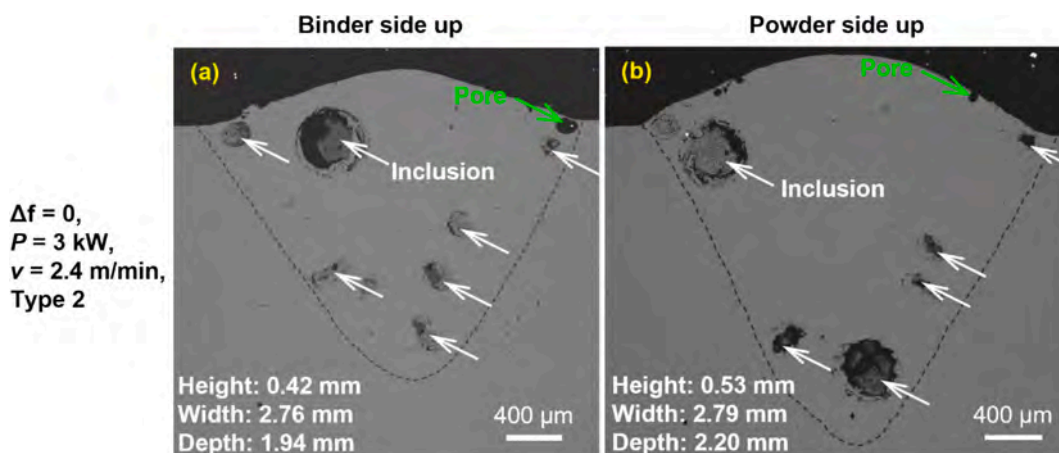 Binder side up
Powder side up
(a)
(b)
Pore
Pore
Inclusion
Inclusion
Δf = 0,
P = 3 kW,
v = 2.4 m/min,
Type 2
Height: 0.42 mm
Width: 2.76 mm
Depth: 1.94 mm
400 μm
Height: 0.53 mm
Width: 2.79 mm
Depth: 2.20 mm
400 μm